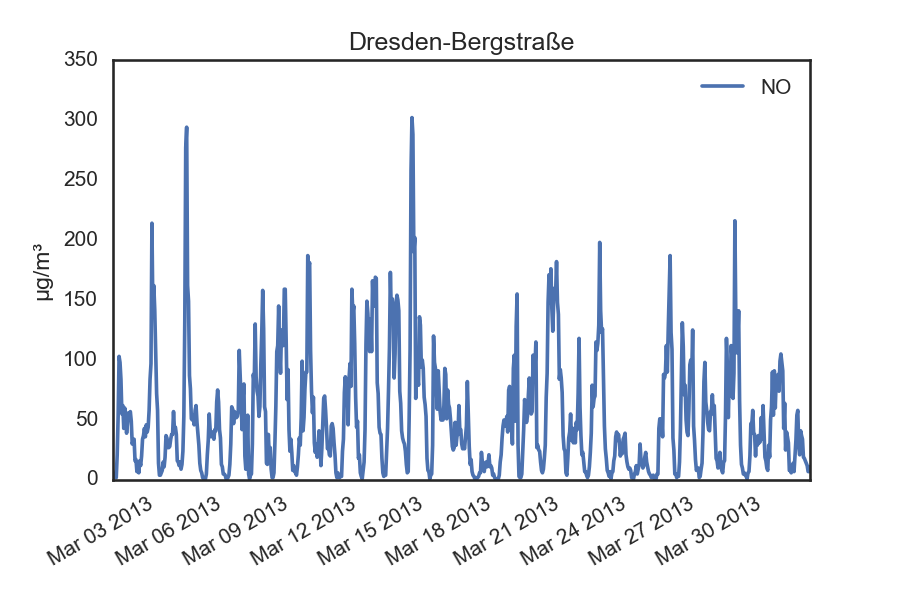 Dresden-Bergstraße
350
300
250
200
150
100
50
0
µg/m³
NO
Mar 03 2013
Mar 06 2013
Mar 09 2013
Mar 12 2013
Mar 15 2013
Mar 18 2013
Mar 21 2013
Mar 24 2013
Mar 27 2013
Mar 30 2013